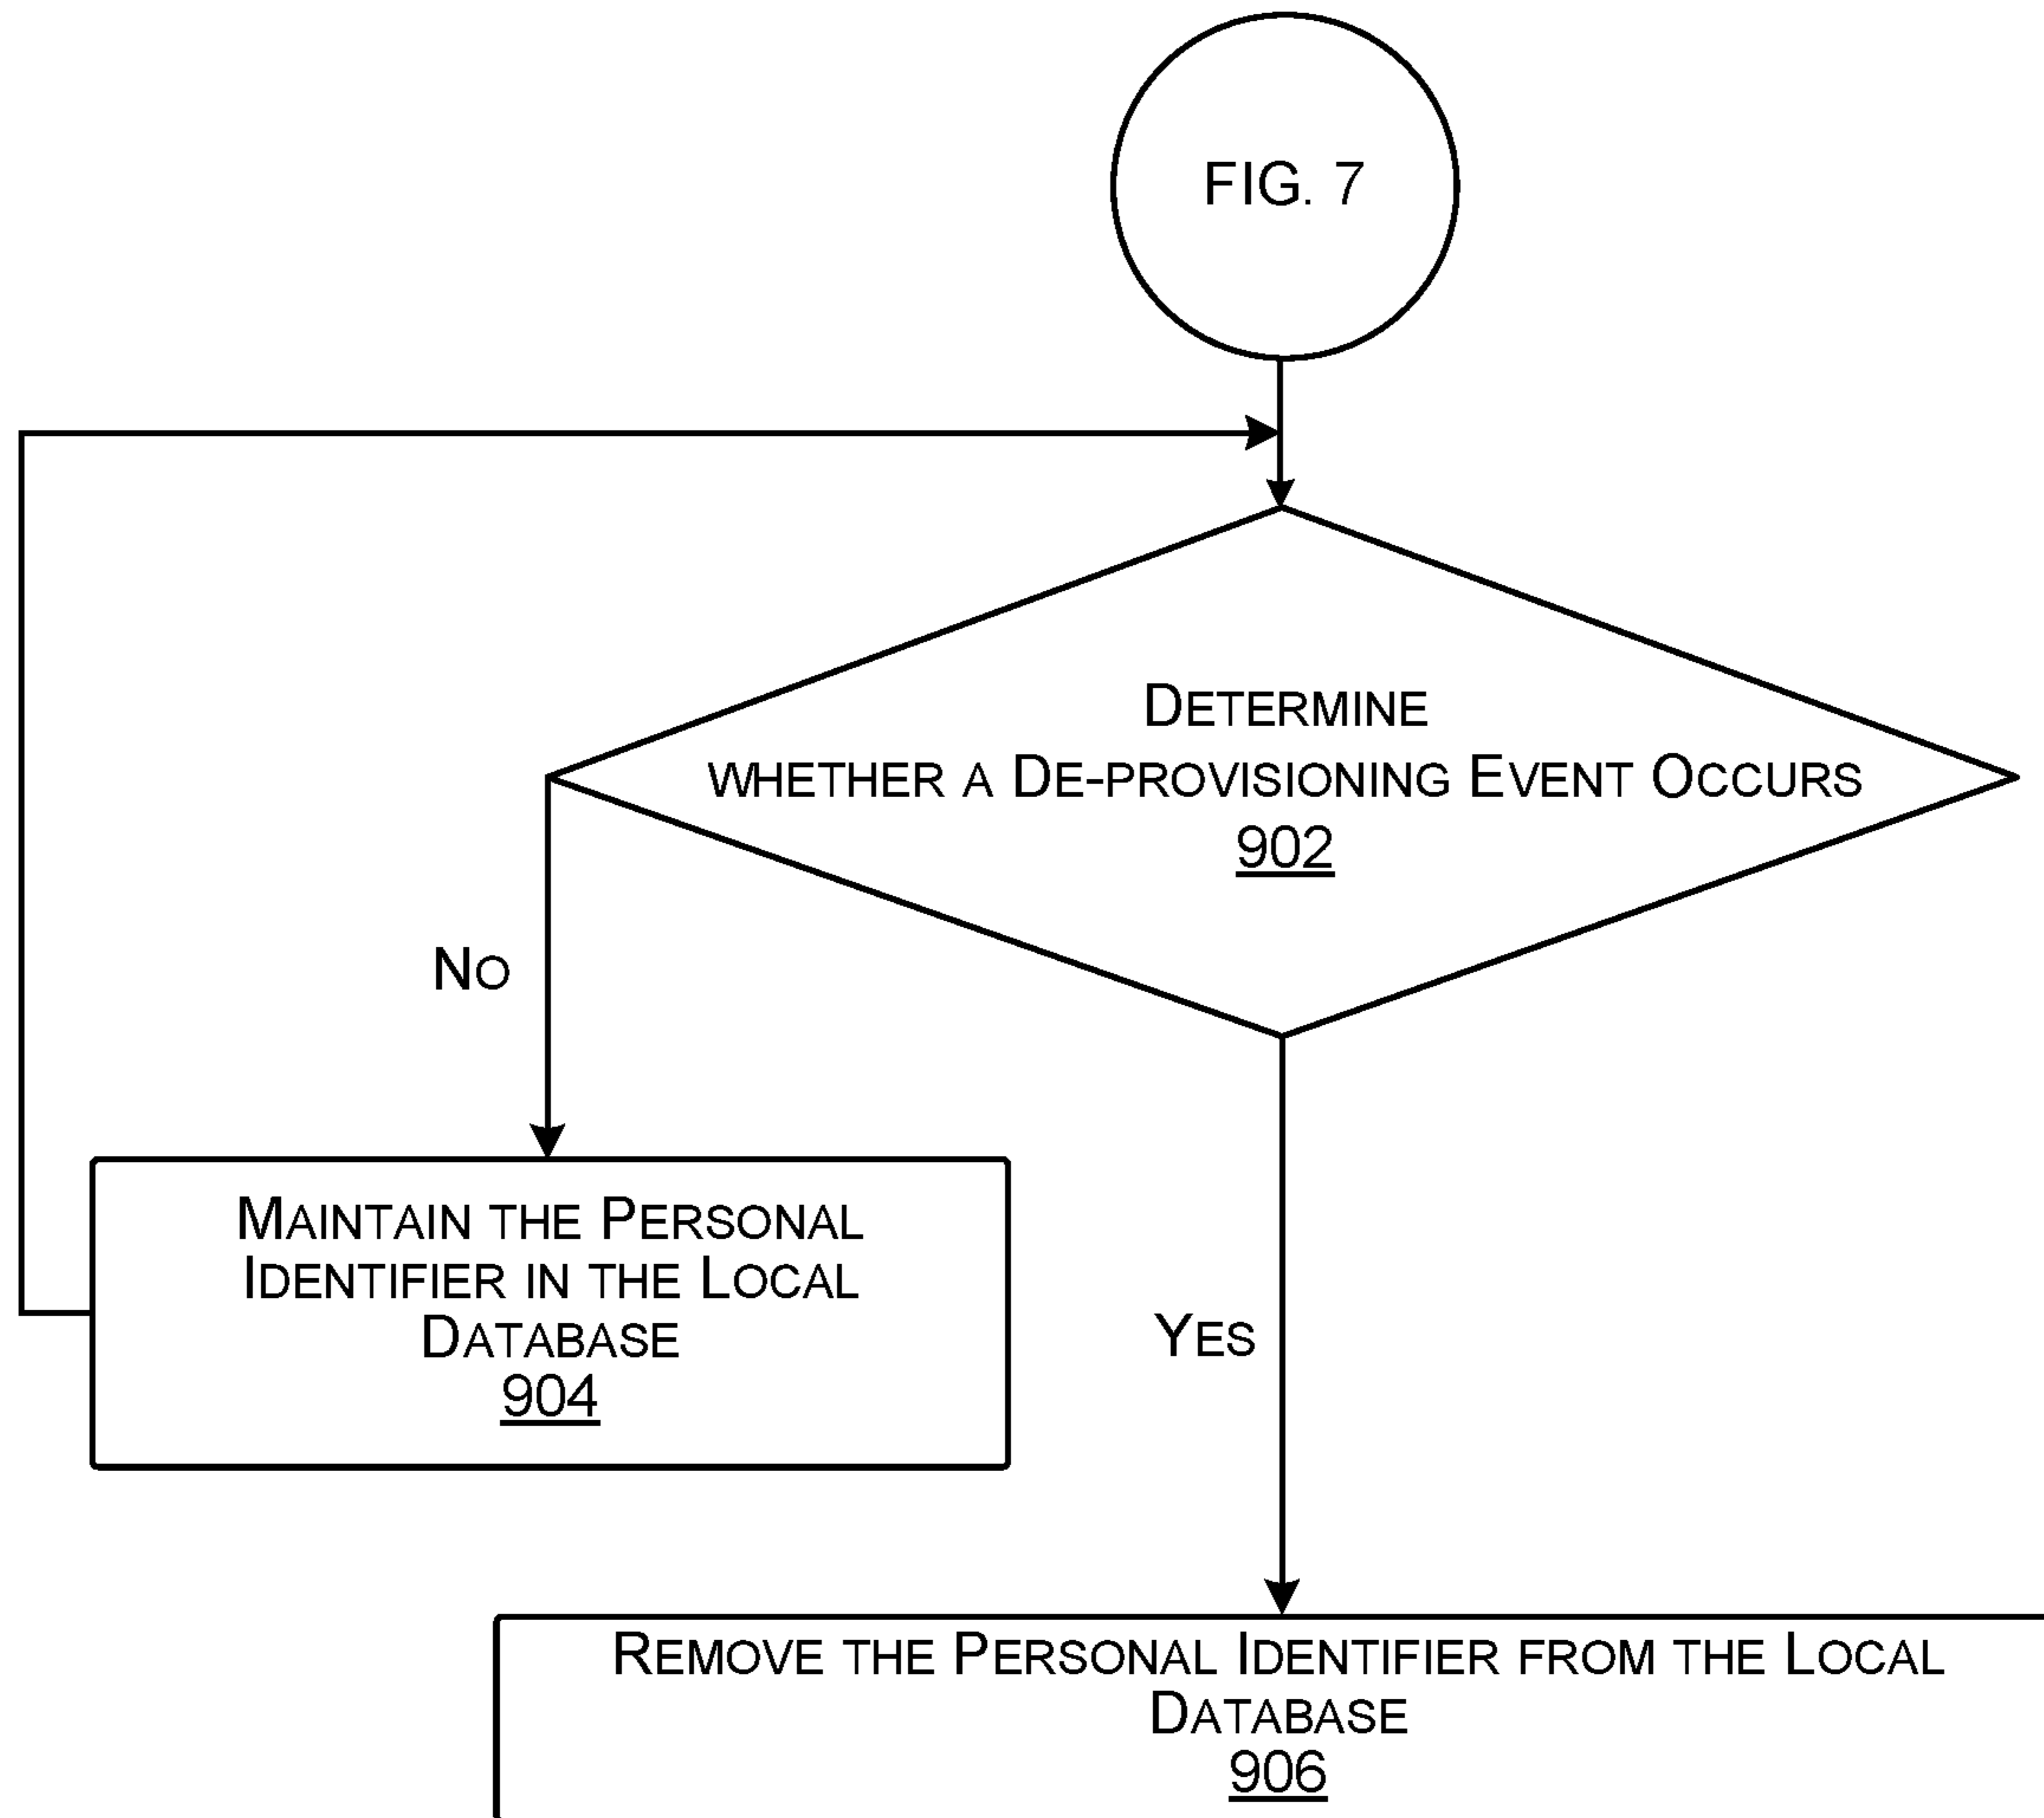 FIG. 7
DETERMINE
WHETHER A DE-PROVISIONING EVENT OCCURS
902
NO
MAINTAIN THE PERSONAL
IDENTIFIER IN THE LOCAL
DATABASE
904
YES
REMOVE THE PERSONAL IDENTIFIER FROM THE LOCAL
DATABASE
906